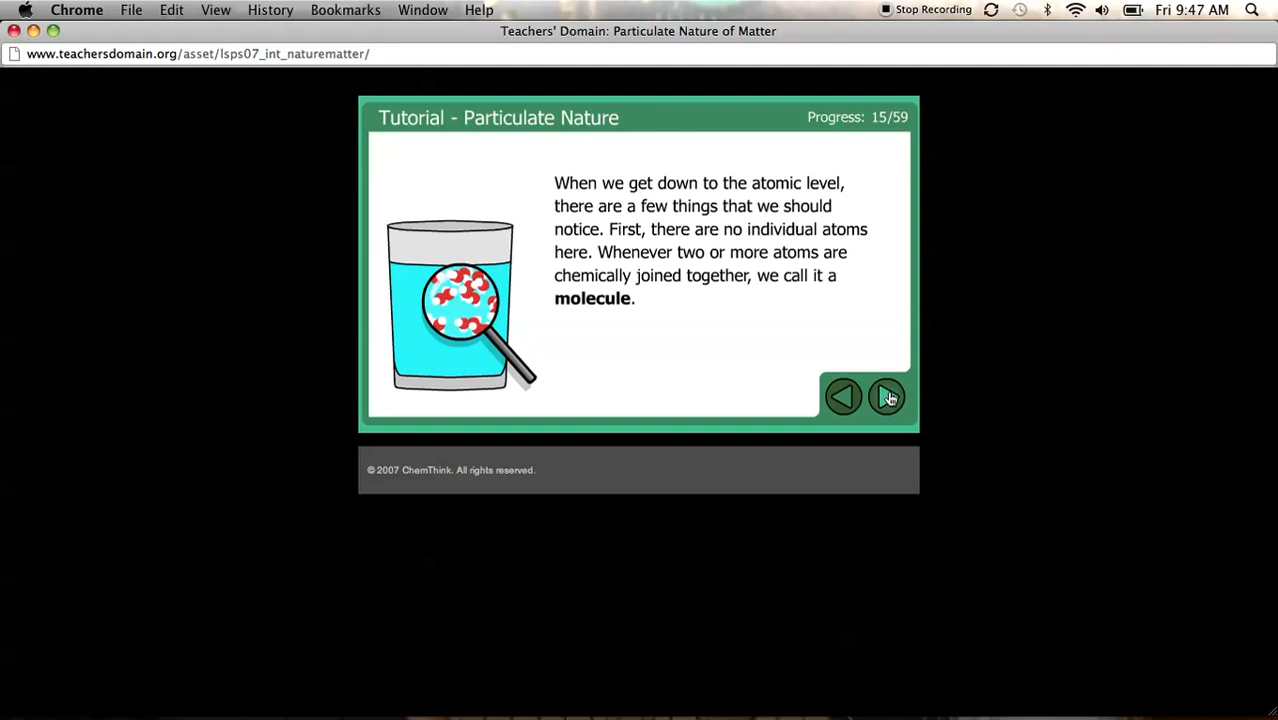 Chrome File Edit View History Bookmarks Window Help Stop Recording Fri 9:47 AM
Teachers' Domain: Particulate Nature of Matter
www.teachersdomain.org/asset/lsps07_int_naturematter/
Tutorial - Particulate Nature Progress: 15/59
When we get down to the atomic level,
there are a few things that we should
notice. First, there are no individual atoms
here. Whenever two or more atoms are
chemically joined together, we call it a
molecule.
© 2007 ChemThink. All rights reserved.